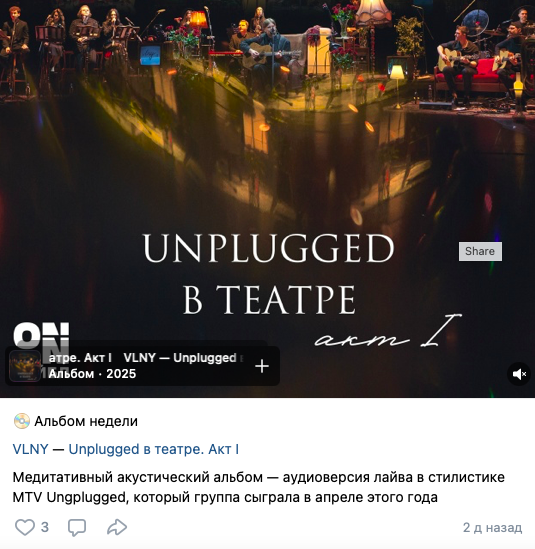 UNPLUGGED
Share
В ТЕАТРЕ
акт I
ON
атре. Акт I VLNY — Unplugged
Альбом · 2025
Альбом недели
VLNY — Unplugged в театре. Акт I
Медитативный акустический альбом — аудиоверсия лайва в стилистике
MTV Ungplugged, который группа сыграла в апреле этого
года
3
2 д назад